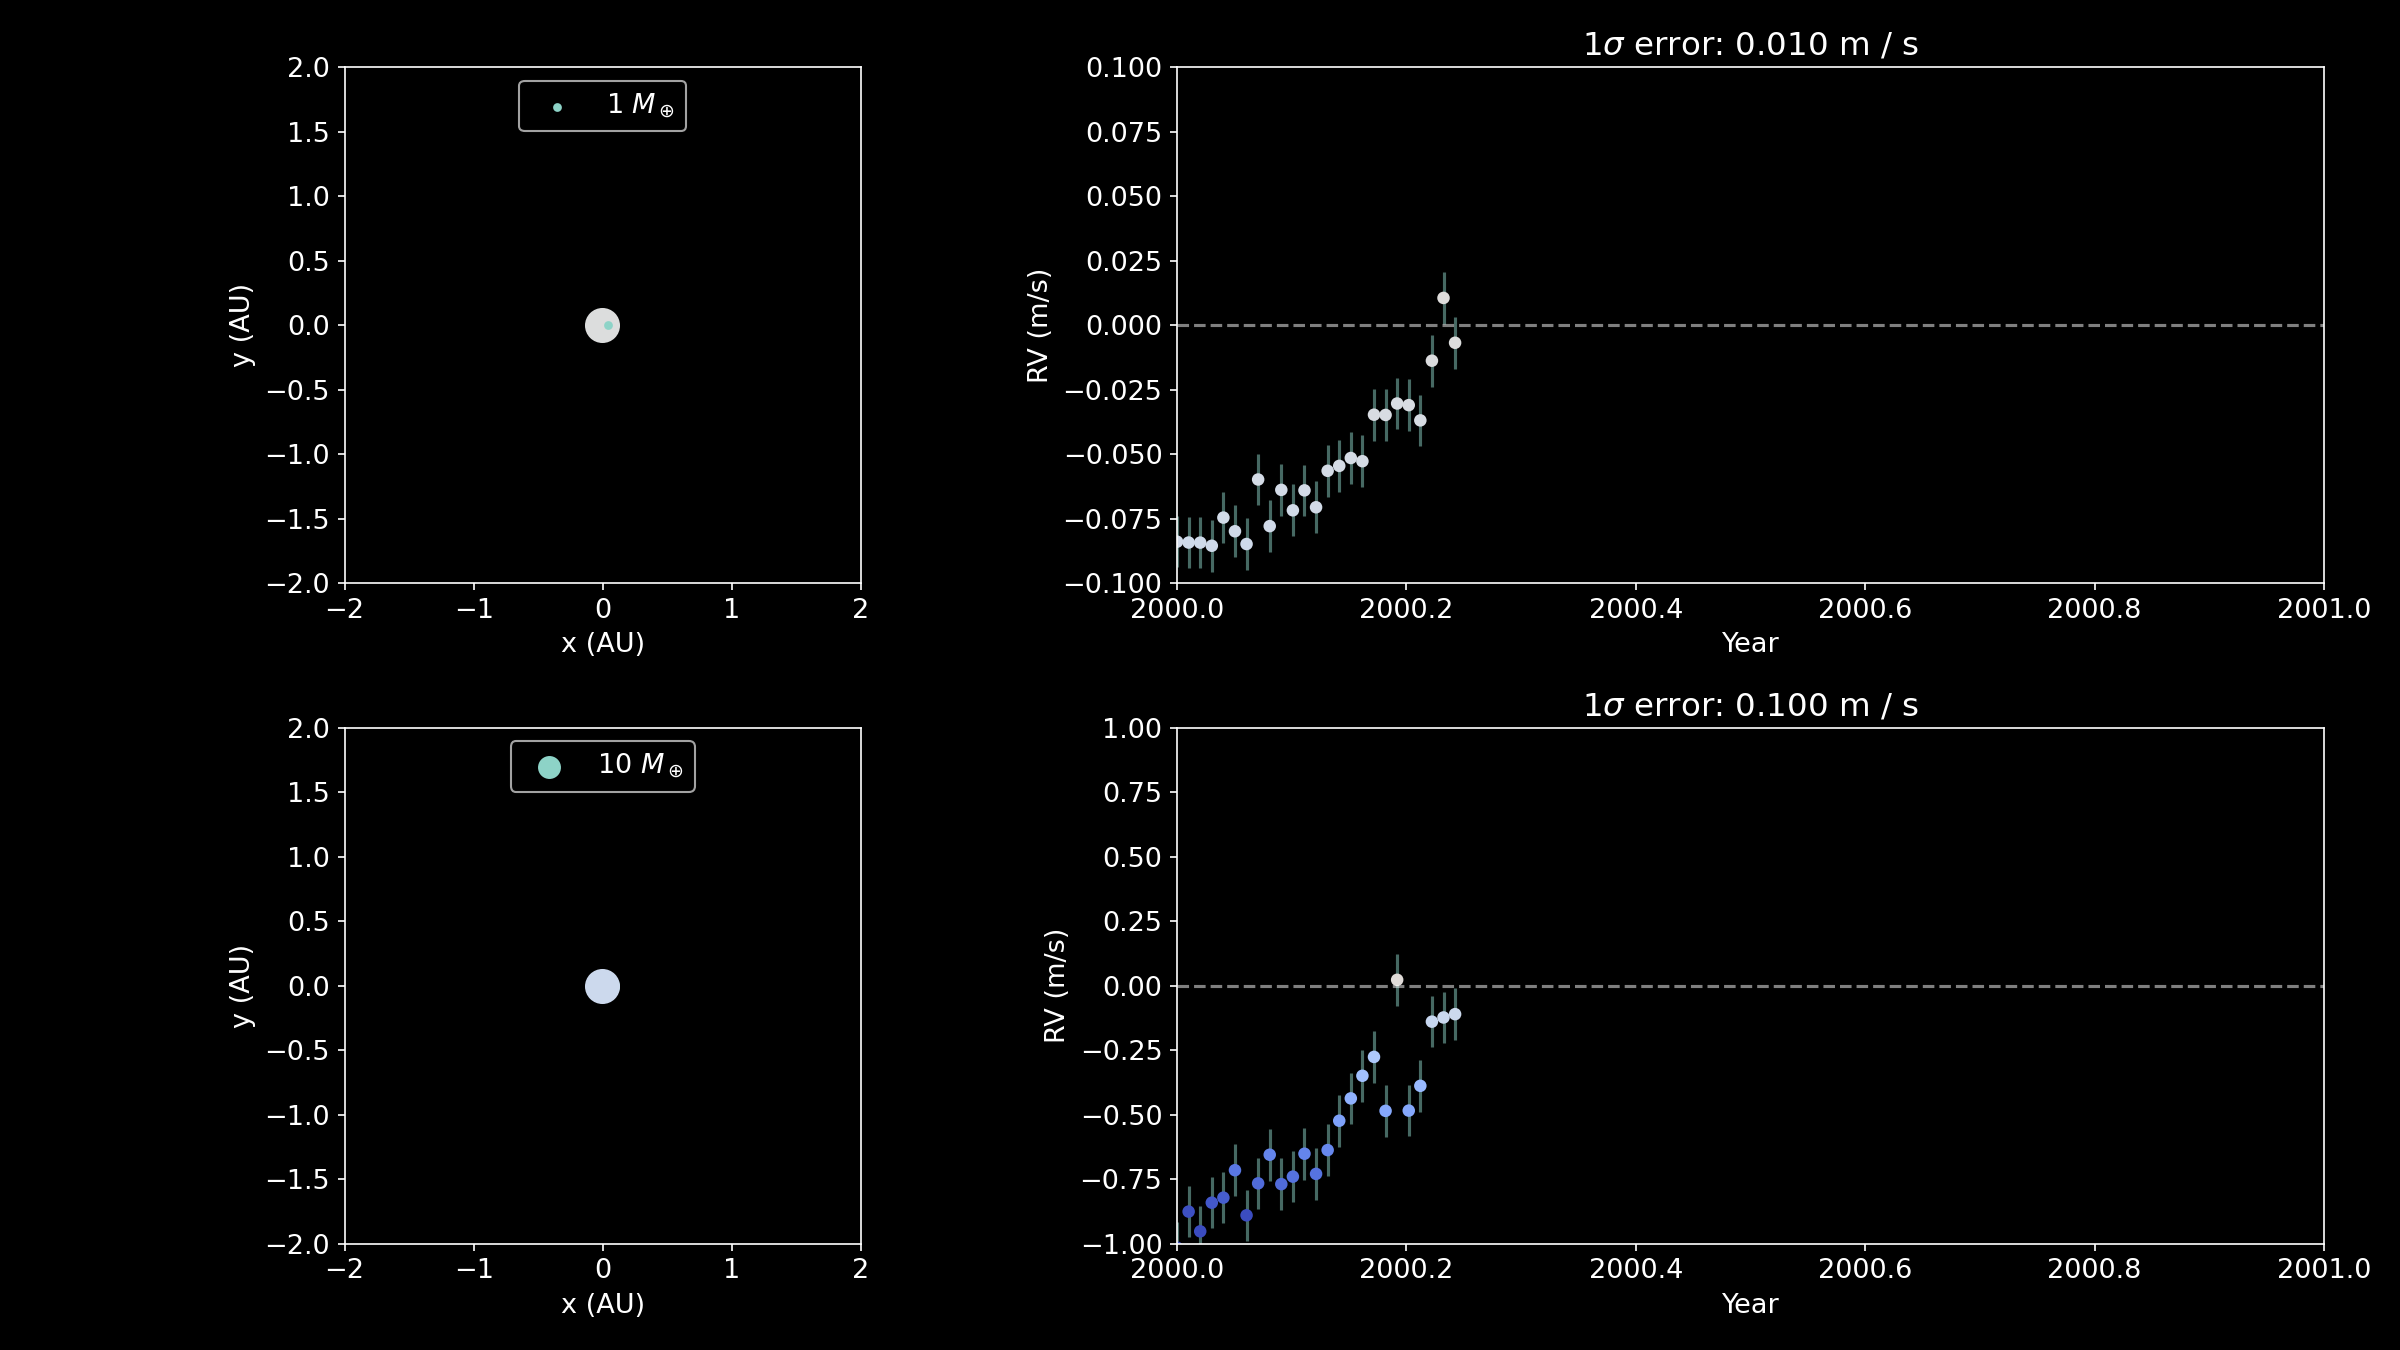 1σ error: 0.010 m / s
1 M⊕
2.0
1.5
1.0
0.5
0.0
−0.5
−1.0
−1.5
−2.0
y (AU)
−2 −1 0 1 2
x (AU)
0.100
0.075
0.050
0.025
0.000
−0.025
−0.050
−0.075
−0.100
RV (m/s)
2000.0 2000.2 2000.4 2000.6 2000.8 2001.0
Year
1σ error: 0.100 m / s
10 M⊕
2.0
1.5
1.0
0.5
0.0
−0.5
−1.0
−1.5
−2.0
y (AU)
−2 −1 0 1 2
x (AU)
1.00
0.75
0.50
0.25
0.00
−0.25
−0.50
−0.75
−1.00
RV (m/s)
2000.0 2000.2 2000.4 2000.6 2000.8 2001.0
Year